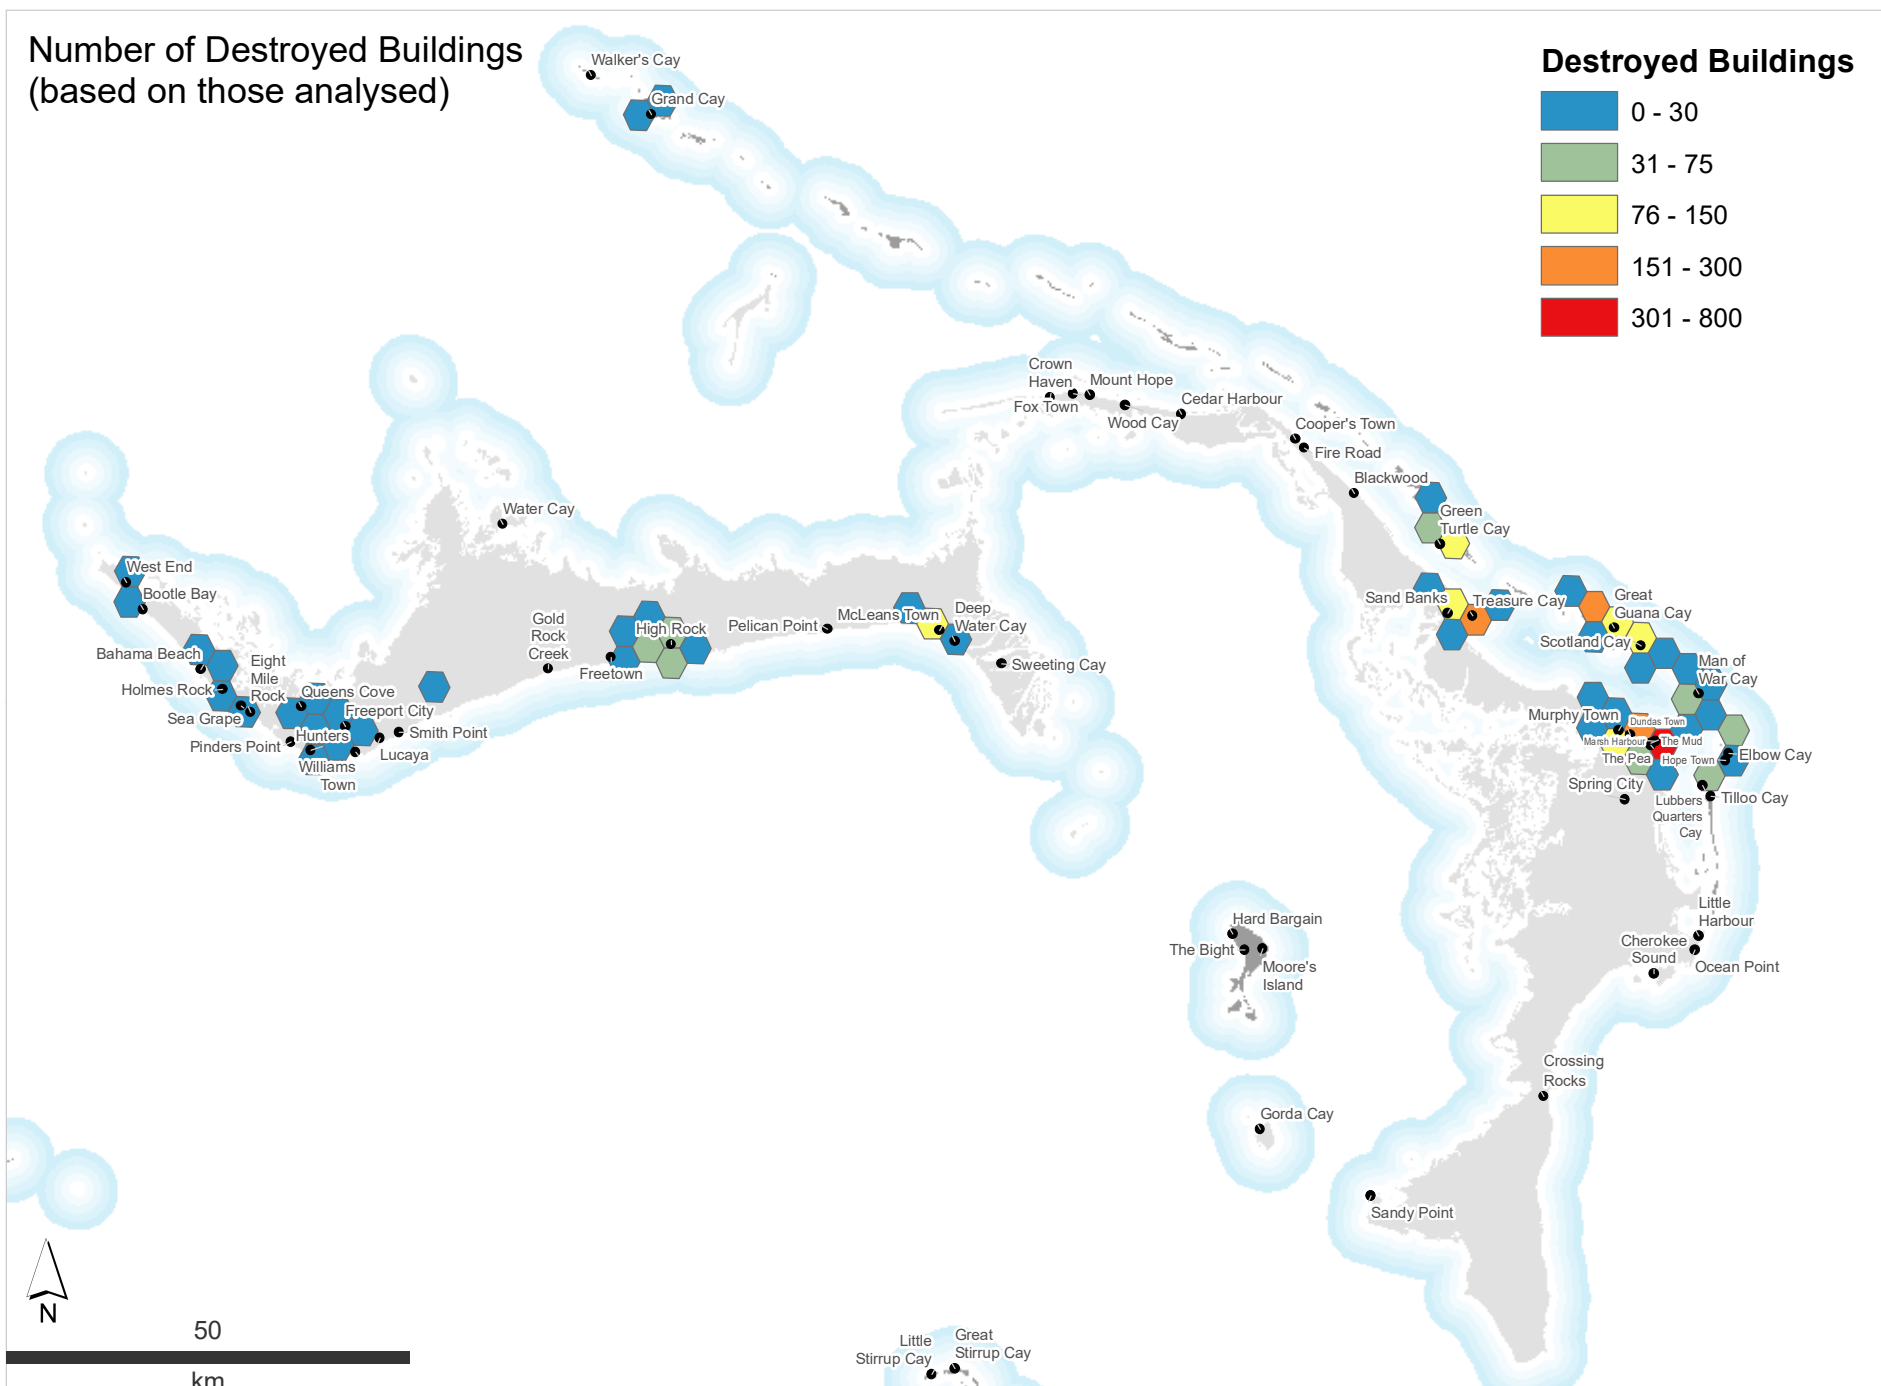 Number of Destroyed Buildings
(based on those analysed)
Destroyed Buildings
0 - 30
31 - 75
76 - 150
151 - 300
301 - 800
Walker's Cay
Grand Cay
Crown
Haven
Mount Hope
Fox Town
Wood Cay
Cedar Harbour
Cooper's Town
Fire Road
Blackwood
Green
Turtle Cay
Water Cay
West End
Bootle Bay
Bahama Beach
Eight
Mile
Rock
Holmes Rock
Sea Grape
Queens Cove
Freeport City
Pinders Point
Hunters
Smith Point
Lucaya
Williams
Town
Gold
Rock
Creek
High Rock
Freetown
Pelican Point
McLeans Town
Deep
Water Cay
Sweeting Cay
Sand Banks
Treasure Cay
Great
Guana Cay
Scotland Cay
Man of
War Cay
Murphy Town
Dundas Town
Marsh Harbour
The Mud
The Pea
Hope Town
Elbow Cay
Spring City
Lubbers
Quarters
Cay
Tilloo Cay
Little
Harbour
Cherokee
Sound
Ocean Point
Hard Bargain
The Bight
Moore's
Island
Crossing
Rocks
Gorda Cay
Sandy Point
Little
Stirrup Cay
Great
Stirrup Cay
N
50
km